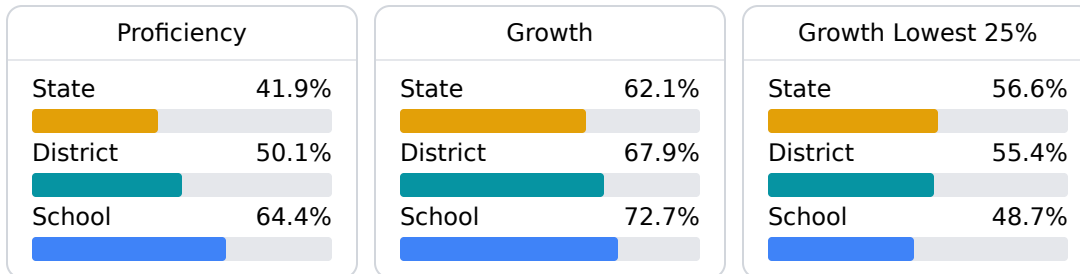 Proficiency
State 41.9%
District 50.1%
School 64.4%
Growth
State 62.1%
District 67.9%
School 72.7%
Growth Lowest 25%
State 56.6%
District 55.4%
School 48.7%